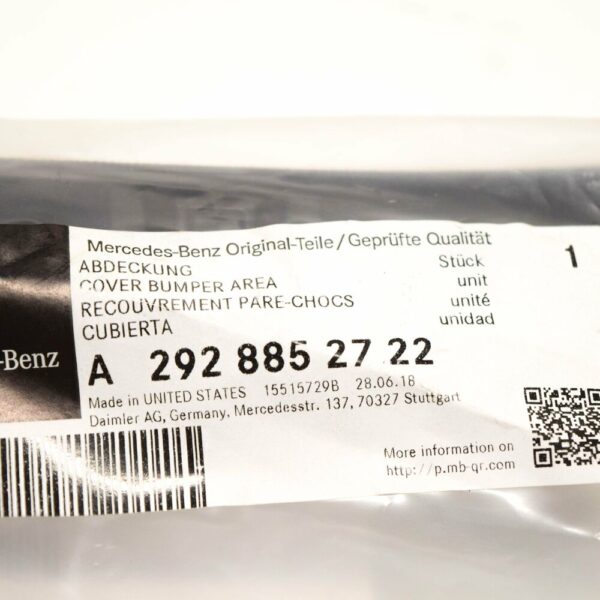 Mercedes-Benz Original-Teile/Geprüfte Qualität
ABDECKUNG Stück 1
COVER BUMPER AREA unit
RECOUVREMENT PARE-CHOCS unité
CUBIERTA unidad
-Benz
A 292 885 27 22
Made in UNITED STATES 15515729B 28.06.18
Daimler AG, Germany, Mercedesstr. 137, 70327 Stuttgart
More information on
http://p.mb-qr.com